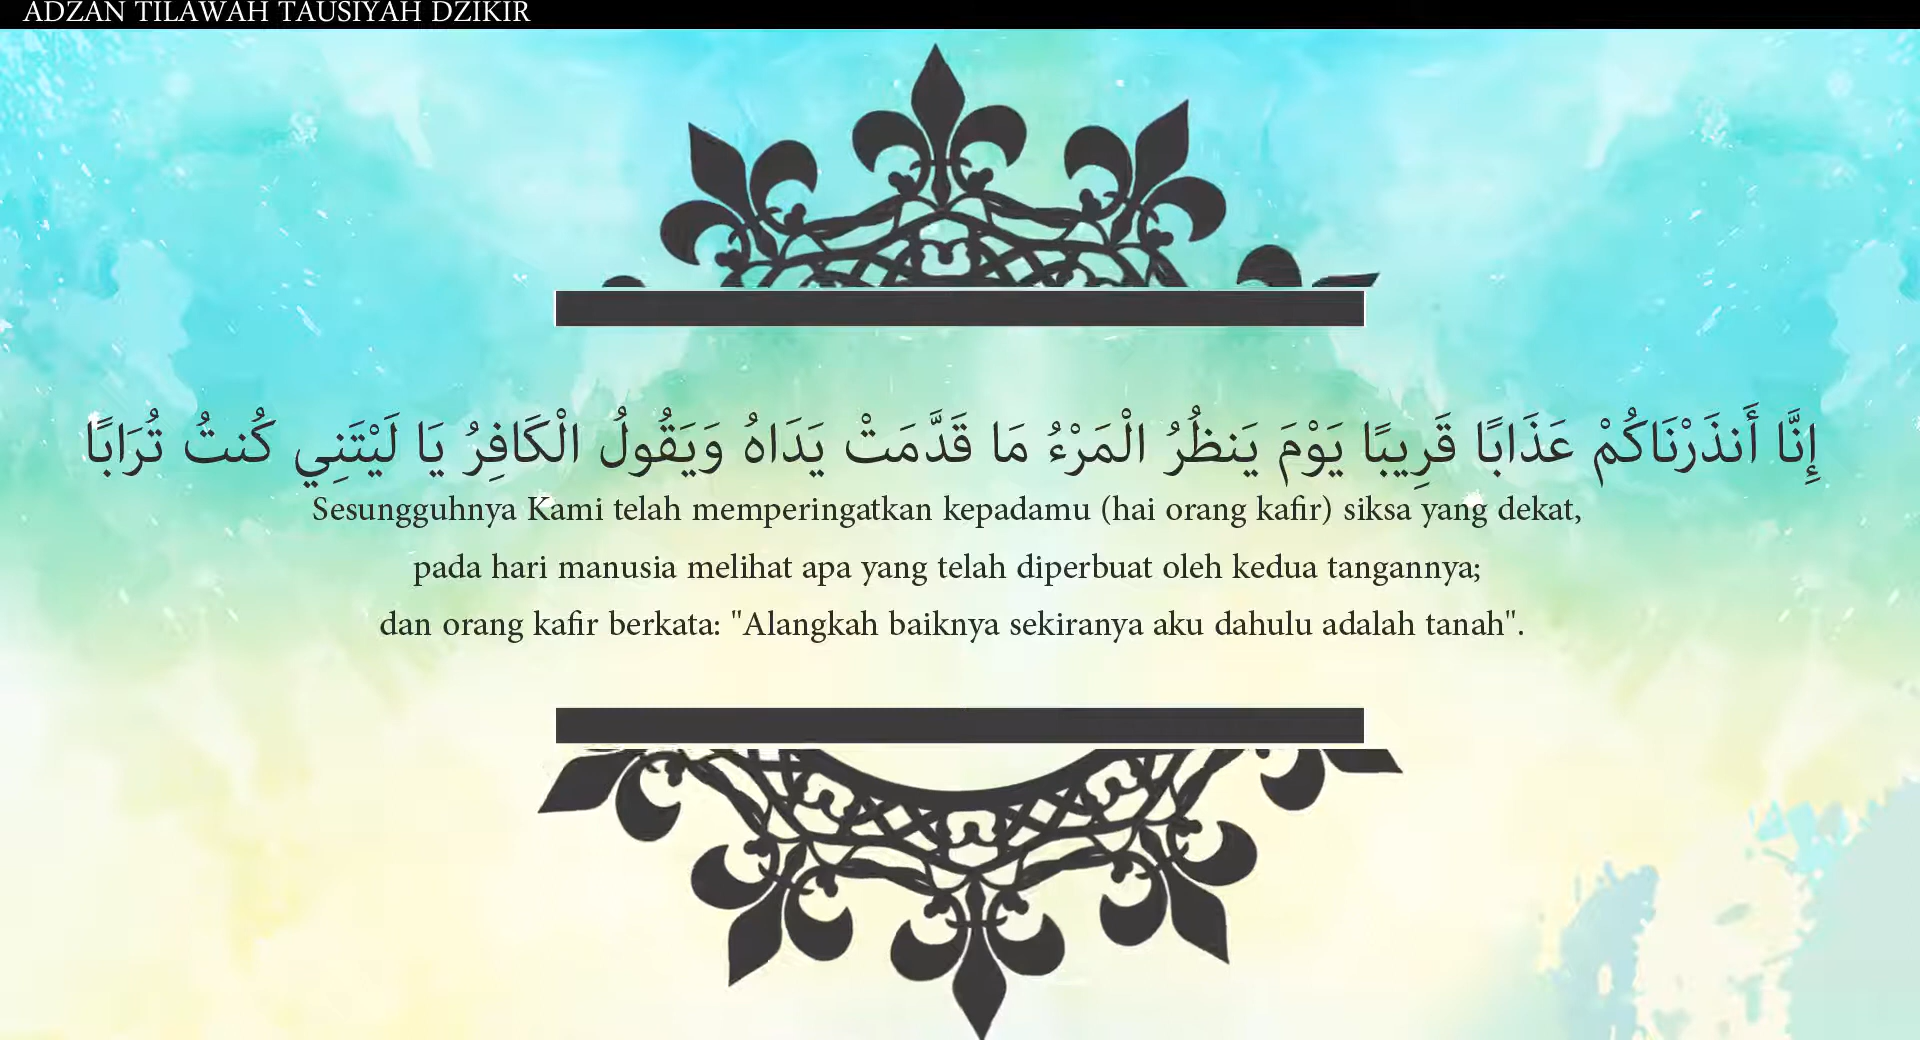 ADZAN TILAWAH TAUSIYAH DZIKIR
إِنَّا أَنذَرْنَاكُمْ عَذَابًا قَرِيبًا يَوْمَ يَنظُرُ الْمَرْءُ مَا قَدَّمَتْ يَدَاهُ وَيَقُولُ الْكَافِرُ يَا لَيْتَنِي كُنتُ تُرَابًا
Sesungguhnya Kami telah memperingatkan kepadamu (hai orang kafir) siksa yang dekat,
pada hari manusia melihat apa yang telah diperbuat oleh kedua tangannya;
dan orang kafir berkata: "Alangkah baiknya sekiranya aku dahulu adalah tanah".